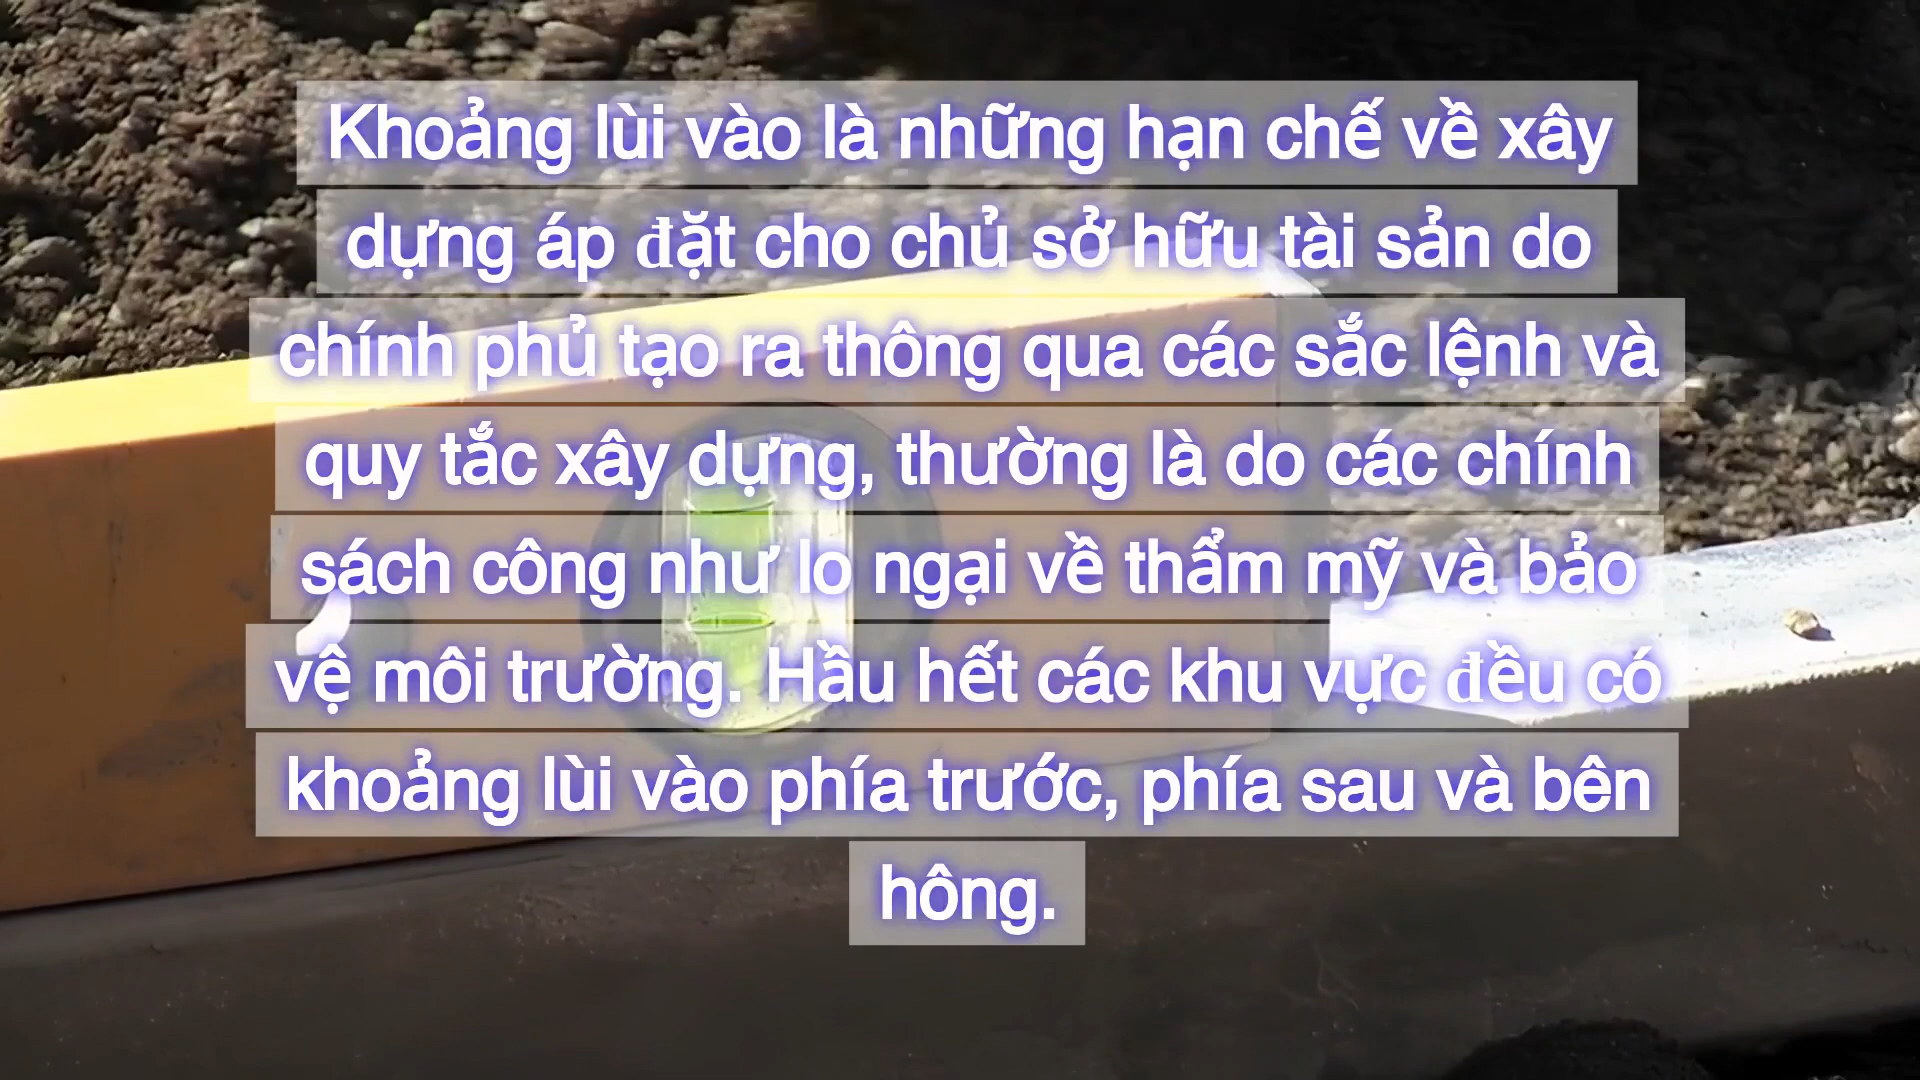 Khoảng lùi vào là những hạn chế về xây
dựng áp đặt cho chủ sở hữu tài sản do
chính phủ tạo ra thông qua các sắc lệnh và
quy tắc xây dựng, thường là do các chính
sách công như lo ngại về thẩm mỹ và bảo
vệ môi trường. Hầu hết các khu vực đều có
khoảng lùi vào phía trước, phía sau và bên
hông.